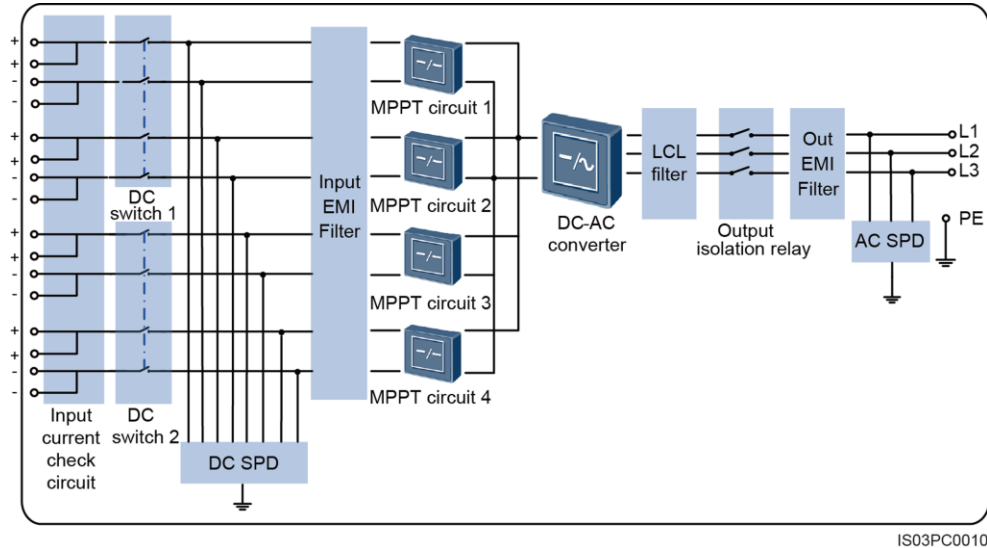 +
+
-
-
+
+
-
-
+
+
-
-
+
+
-
-
Input
current
check
circuit
DC
switch 1
DC
switch 2
DC SPD
Input
EMI
Filter
MPPT circuit 1
MPPT circuit 2
MPPT circuit 3
MPPT circuit 4
DC-AC
converter
LCL
filter
Output
isolation relay
Out
EMI
Filter
L1
L2
L3
PE
AC SPD
IS03PC0010